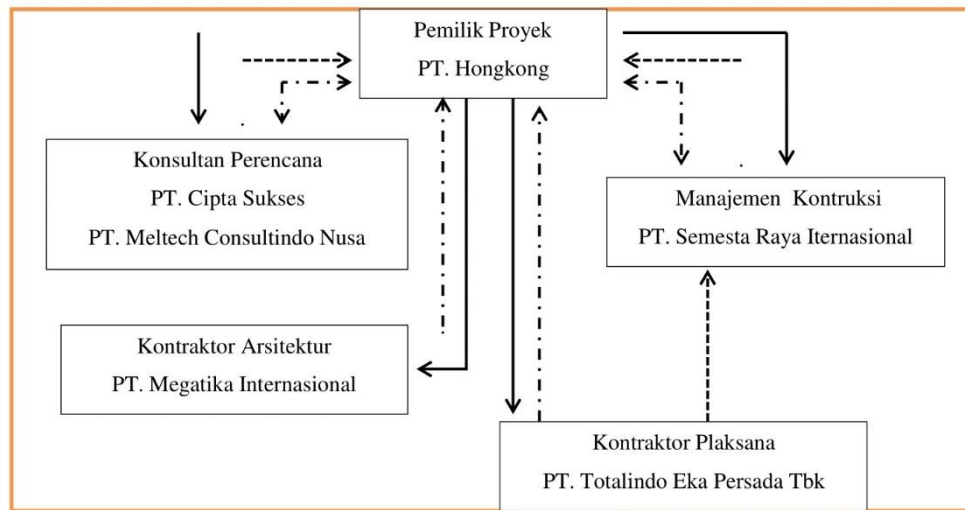 Pemilik Proyek
PT. Hongkong
Konsultan Perencana
PT. Cipta Sukses
PT. Meltech Consultindo Nusa
Manajemen Kontruksi
PT. Semesta Raya Iternasional
Kontraktor Arsitektur
PT. Megatika Internasional
Kontraktor Plaksana
PT. Totalindo Eka Persada Tbk